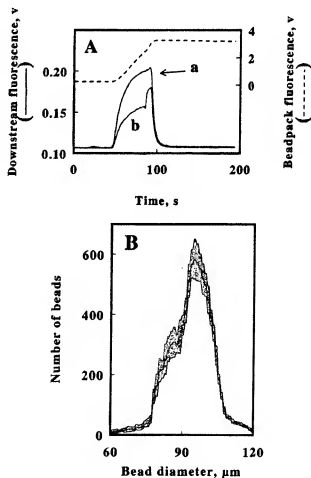 A
Downstream fluorescence, v
(———)
0.20
0.15
0.10
a
b
4
2
0
Beadpack fluorescence, v
(------)
0
100
200
Time, s
B
Number of beads
600
400
200
0
60
90
120
Bead diameter, µm